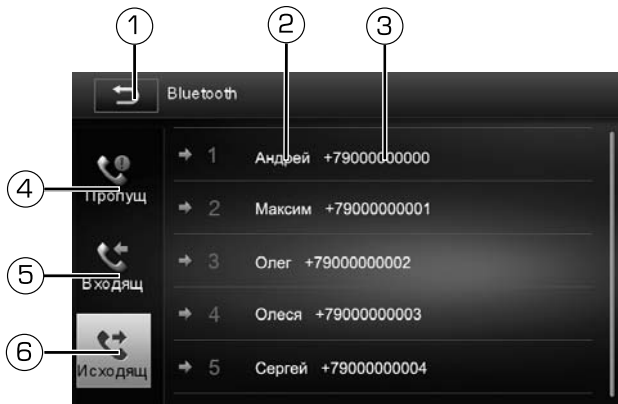 1 2 3
Bluetooth
1 Андрей +79000000000
4
Пропущ
2 Максим +79000000001
5
Входящ
3 Олег +79000000002
4 Олеся +79000000003
6
Исходящ
5 Сергей +79000000004